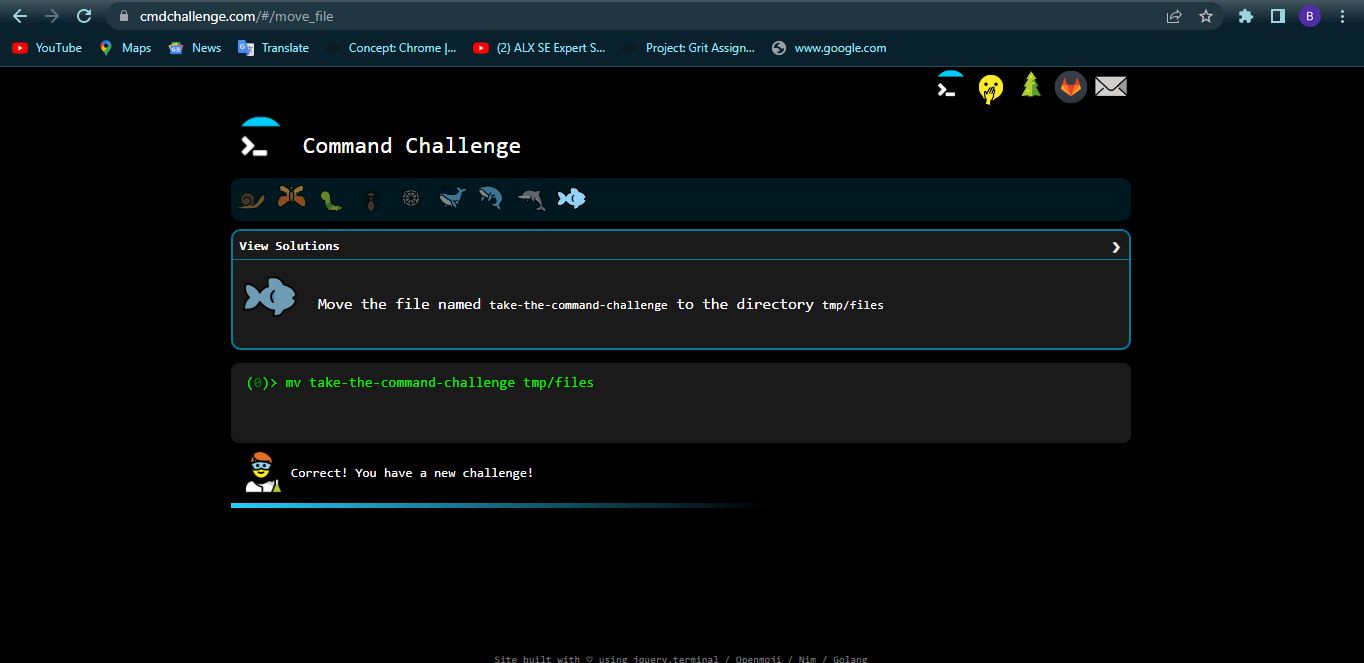 cmdchallenge.com/#/move_file
B
YouTube Maps News Translate Concept: Chrome |... (2) ALX SE Expert S... Project: Grit Assign... www.google.com
Command Challenge
View Solutions
Move the file named take-the-command-challenge to the directory tmp/files
(0)> mv take-the-command-challenge tmp/files
Correct! You have a new challenge!
Site built with ♡ using jquery.terminal / Openmoji / Nim / Golang